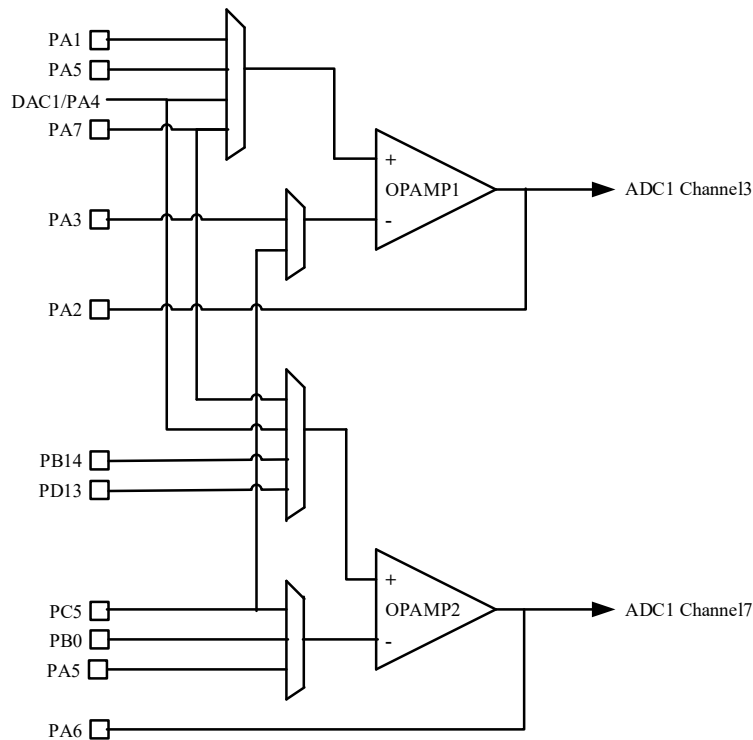 PA1
PA5
DAC1/PA4
PA7
+
OPAMP1
-
ADC1 Channel3
PA3
PA2
PB14
PD13
+
OPAMP2
-
ADC1 Channel7
PC5
PB0
PA5
PA6